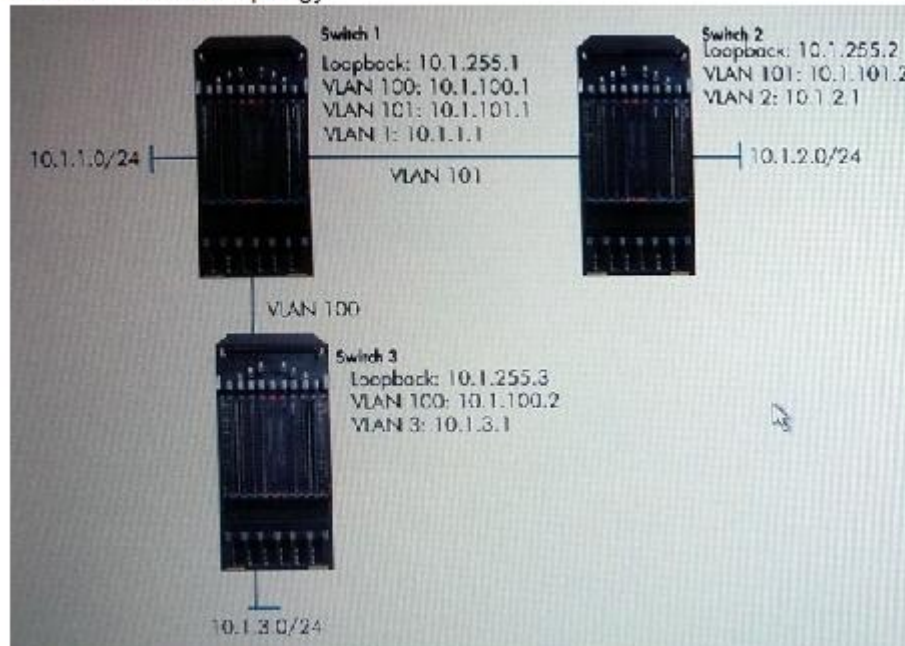 Switch 1
Loopback: 10.1.255.1
VLAN 100: 10.1.100.1
VLAN 101: 10.1.101.1
VLAN 1: 10.1.1.1
Switch 2
Loopback: 10.1.255.2
VLAN 101: 10.1.101.2
VLAN 2: 10.1.2.1
10.1.1.0/24
VLAN 101
10.1.2.0/24
VLAN 100
Switch 3
Loopback: 10.1.255.3
VLAN 100: 10.1.100.2
VLAN 3: 10.1.3.1
10.1.3.0/24